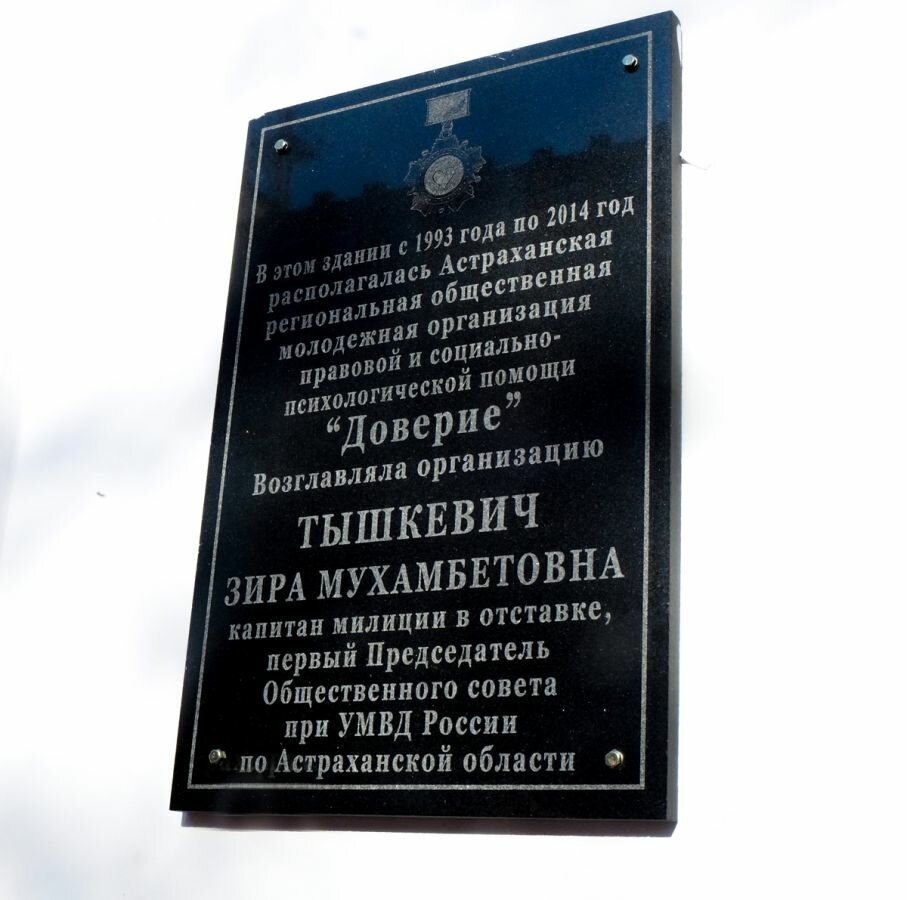 В этом здании с 1993 года по 2014 год
располагалась Астраханская
региональная общественная
молодежная организация
правовой и социально-
психологической помощи
“Доверие”
Возглавляла организацию
ТЫШКЕВИЧ
ЗИРА МУХАМБЕТОВНА
капитан милиции в отставке,
первый Председатель
Общественного совета
при УМВД России
по Астраханской области